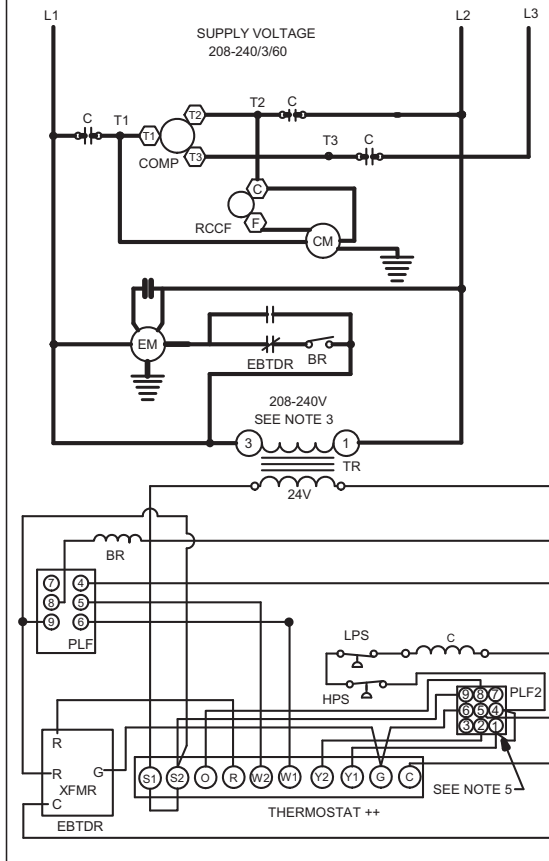 L1
L2
L3
SUPPLY VOLTAGE
208-240/3/60
C
T1
T2
C
T3
C
T1
T2
T3
COMP
C
F
RCCF
CM
EM
EBTDR
BR
208-240V
SEE NOTE 3
3
1
TR
24V
BR
7 4
8 5
9 6
PLF
LPS
C
HPS
9 8 7
6 5 4
3 2 1
PLF2
SEE NOTE 5
R
R
G
XFMR
C
EBTDR
S1 S2 O R W2 W1 Y2 Y1 G C
THERMOSTAT ++